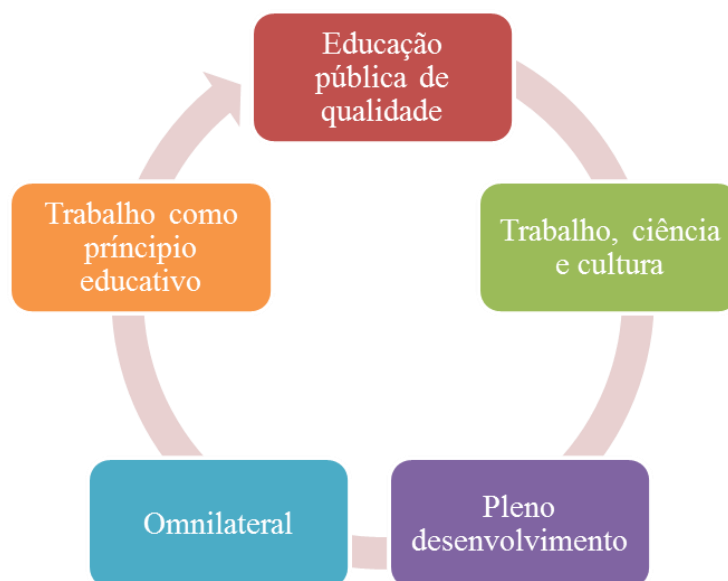 Educação
pública de
qualidade
Trabalho, ciência
e cultura
Pleno
desenvolvimento
Omnilateral
Trabalho como
príncipio
educativo